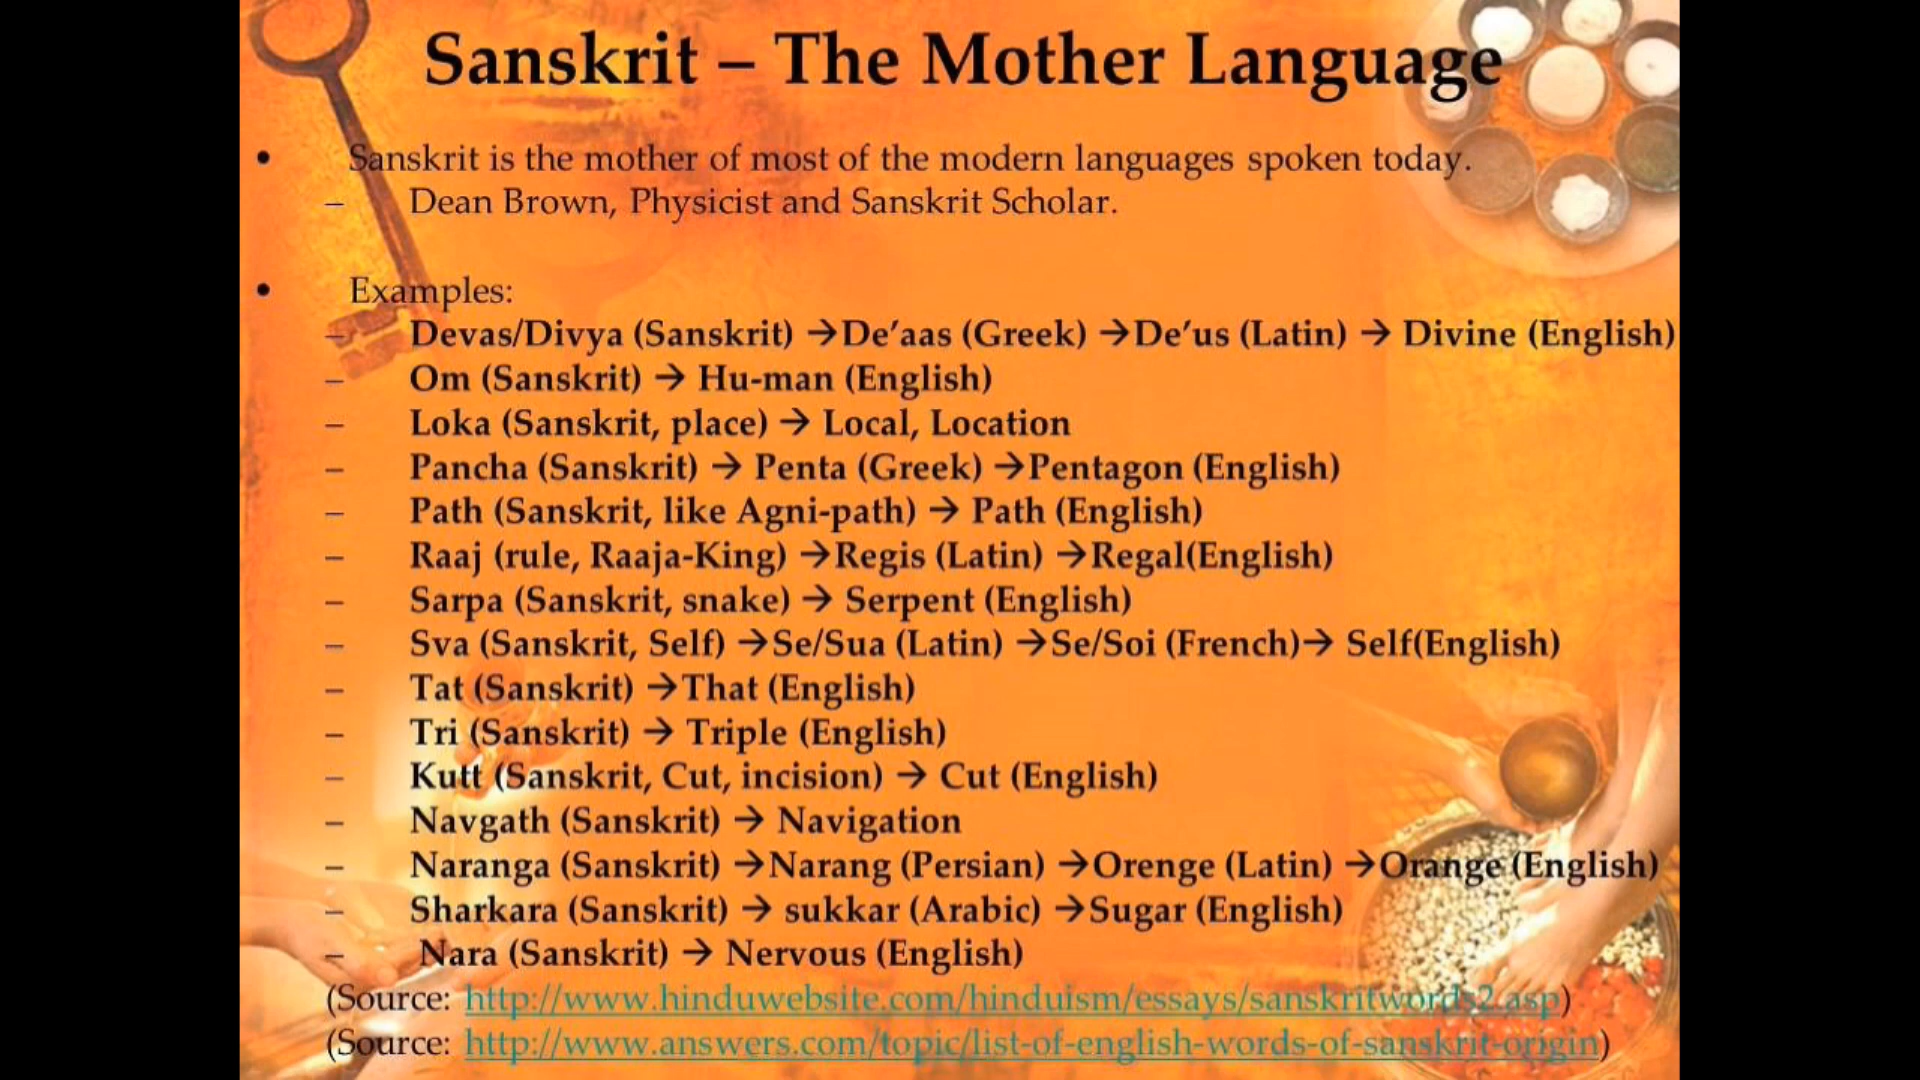 Sanskrit – The Mother Language
• Sanskrit is the mother of most of the modern languages spoken today.
– Dean Brown, Physicist and Sanskrit Scholar.
• Examples:
– Devas/Divya (Sanskrit) →De’aas (Greek) →De’us (Latin) → Divine (English)
– Om (Sanskrit) → Hu-man (English)
– Loka (Sanskrit, place) → Local, Location
– Pancha (Sanskrit) → Penta (Greek) →Pentagon (English)
– Path (Sanskrit, like Agni-path) → Path (English)
– Raaj (rule, Raaja-King) →Regis (Latin) →Regal(English)
– Sarpa (Sanskrit, snake) → Serpent (English)
– Sva (Sanskrit, Self) →Se/Sua (Latin) →Se/Soi (French)→ Self(English)
– Tat (Sanskrit) →That (English)
– Tri (Sanskrit) → Triple (English)
– Kutt (Sanskrit, Cut, incision) → Cut (English)
– Navgath (Sanskrit) → Navigation
– Naranga (Sanskrit) →Narang (Persian) →Orenge (Latin) →Orange (English)
– Sharkara (Sanskrit) → sukkar (Arabic) →Sugar (English)
– Nara (Sanskrit) → Nervous (English)
(Source: http://www.hinduwebsite.com/hinduism/essays/sanskritwords2.asp)
(Source: http://www.answers.com/topic/list-of-english-words-of-sanskrit-origin)